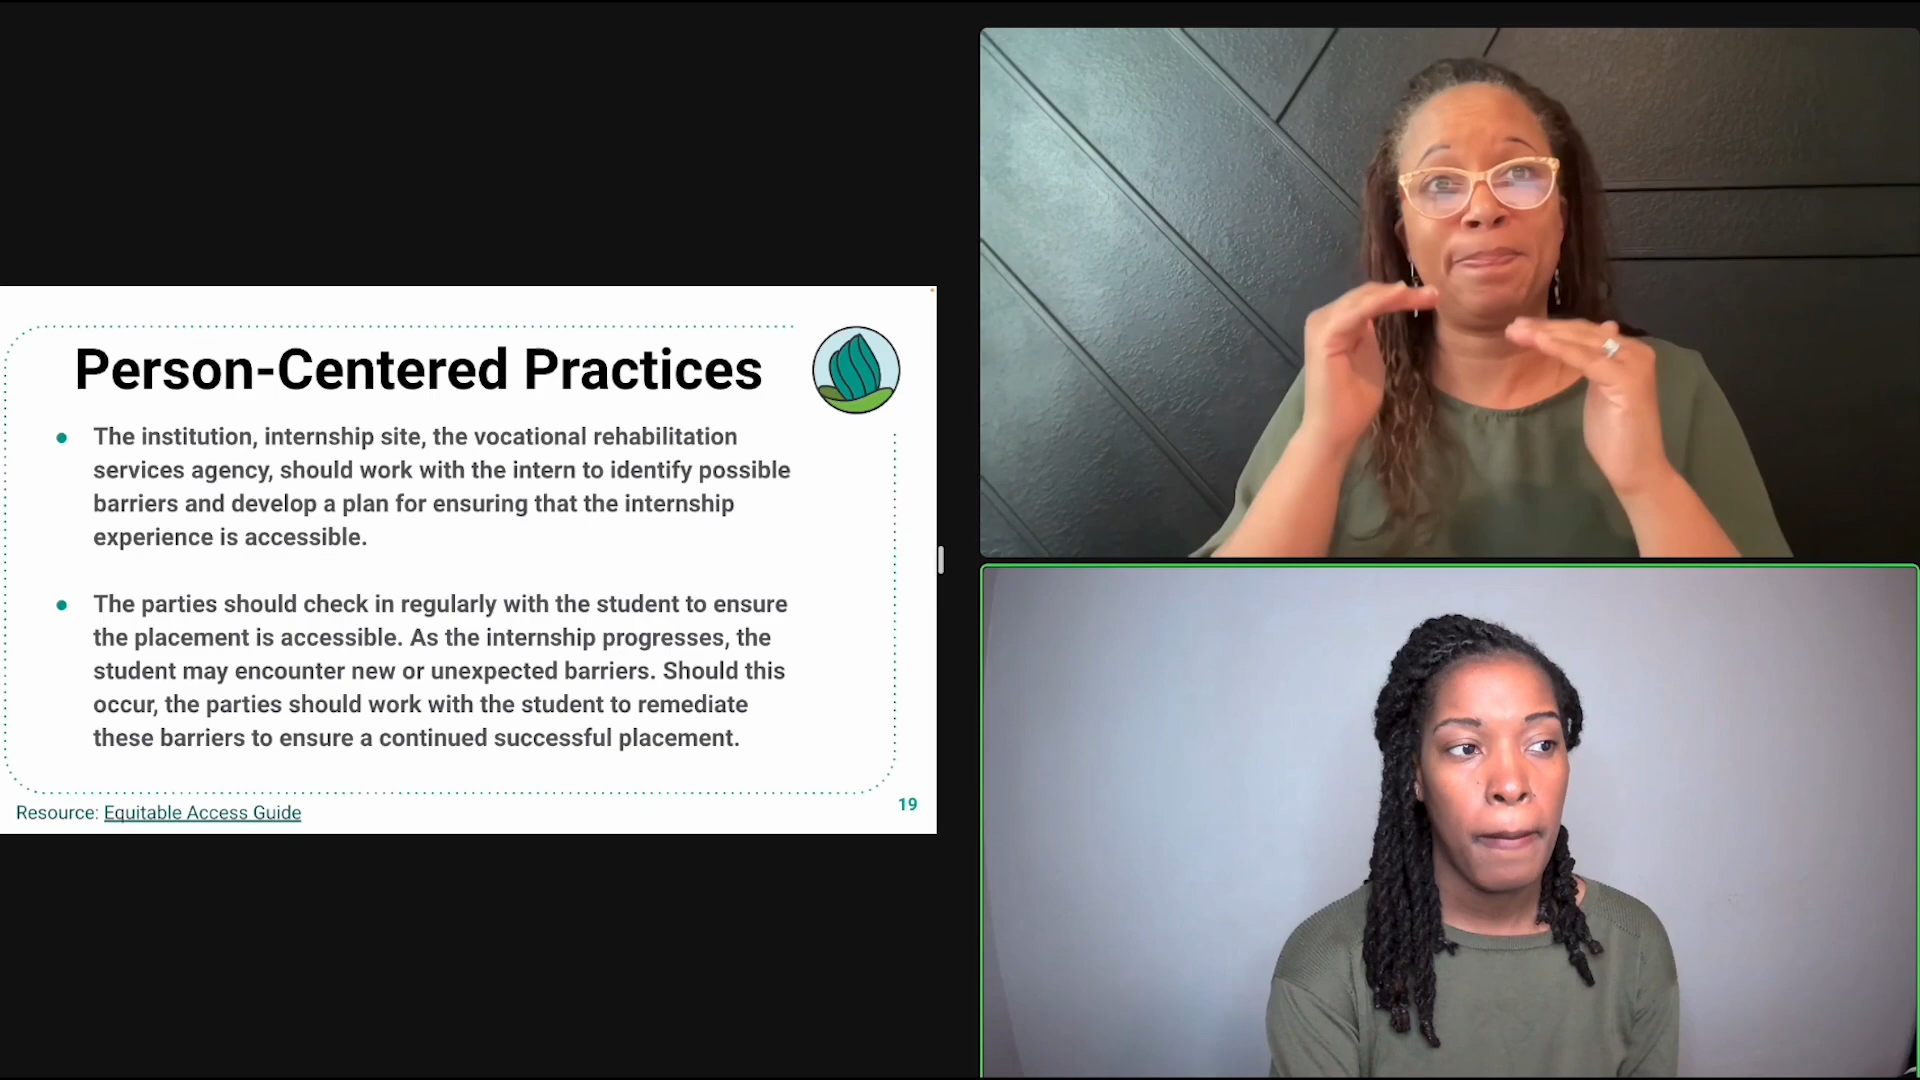 Person-Centered Practices
The institution, internship site, the vocational rehabilitation
services agency, should work with the intern to identify possible
barriers and develop a plan for ensuring that the internship
experience is accessible.
The parties should check in regularly with the student to ensure
the placement is accessible. As the internship progresses, the
student may encounter new or unexpected barriers. Should this
occur, the parties should work with the student to remediate
these barriers to ensure a continued successful placement.
Resource: Equitable Access Guide
19